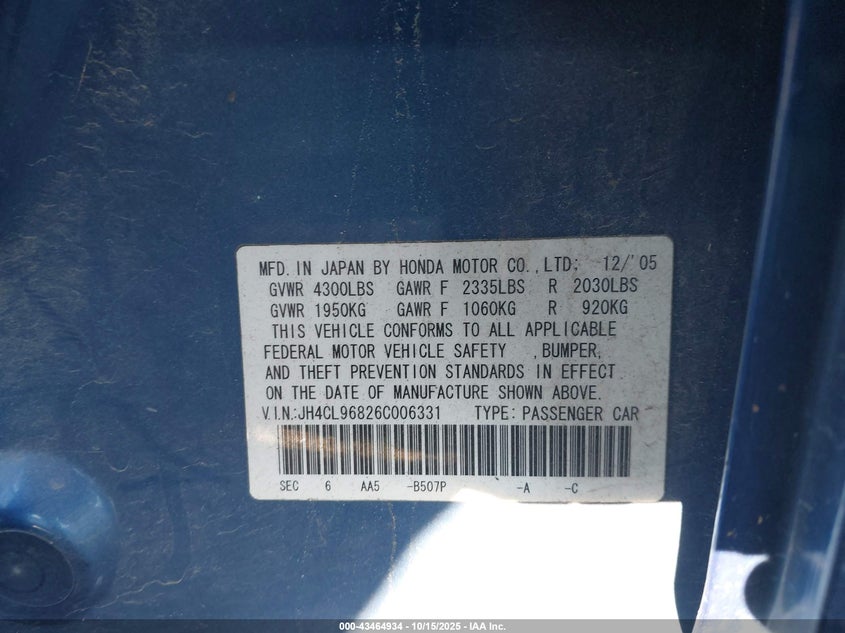 MFD. IN JAPAN BY HONDA MOTOR CO.,LTD; 12/'05
GVWR 4300LBS GAWR F 2335LBS R 2030LBS
GVWR 1950KG GAWR F 1060KG R 920KG
THIS VEHICLE CONFORMS TO ALL APPLICABLE
FEDERAL MOTOR VEHICLE SAFETY ,BUMPER,
AND THEFT PREVENTION STANDARDS IN EFFECT
ON THE DATE OF MANUFACTURE SHOWN ABOVE.
V.I.N.:JH4CL96826C006331 TYPE: PASSENGER CAR
SEC 6 AA5 -B507P -A -C
000-43464934 - 10/15/2025 - IAA Inc.